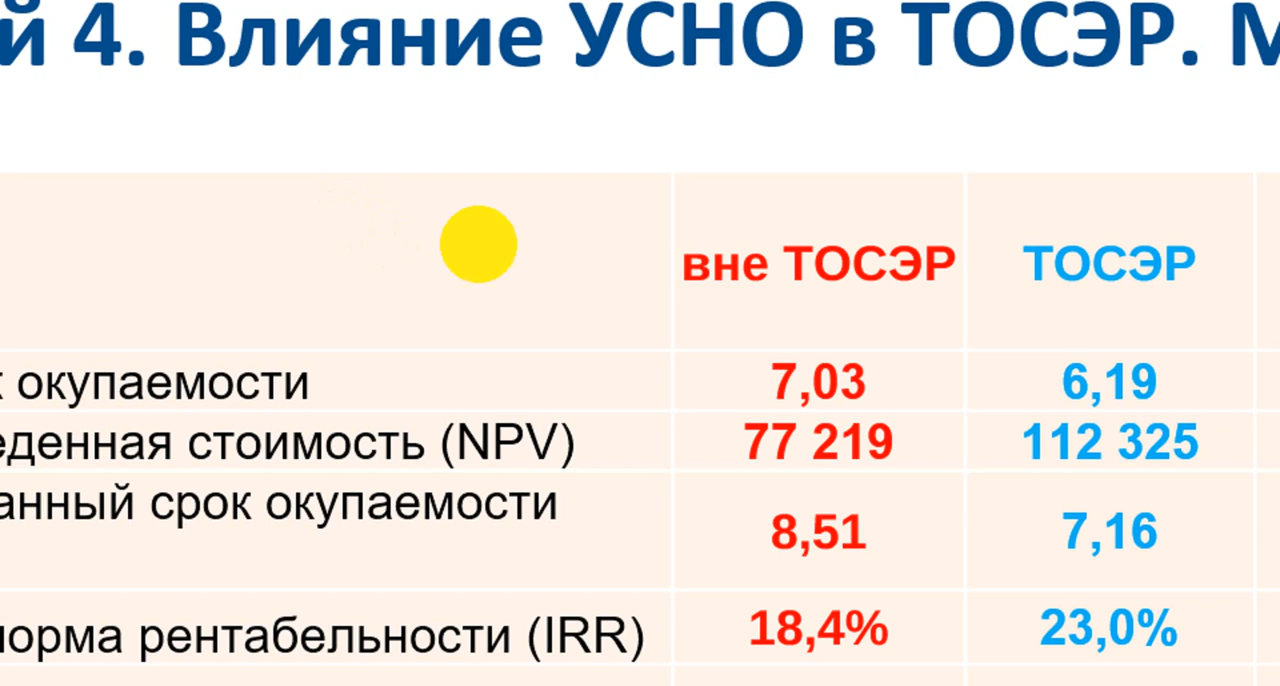 й 4. Влияние УСНО в ТОСЭР.
вне ТОСЭР ТОСЭР
окупаемости 7,03 6,19
еденная стоимость (NPV) 77 219 112 325
анный срок окупаемости
8,51 7,16
норма рентабельности (IRR) 18,4% 23,0%